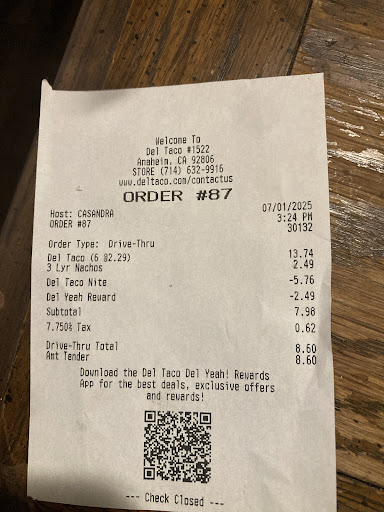 Welcome To
Del Taco #1522
Anaheim, CA 92806
STORE (714) 632-9916
www.deltaco.com/contactus
ORDER #87
Host: CASANDRA 07/01/2025
ORDER #87 3:24 PM
30132
Order Type: Drive-Thru
Del Taco (6 @2.29) 13.74
3 Lyr Nachos 2.49
Del Taco Nite -5.76
Del Yeah Reward -2.49
Subtotal 7.98
7.750% Tax 0.62
Drive-Thru Total 8.60
Amt Tender 8.60
Download the Del Taco Del Yeah! Rewards
App for the best deals, exclusive offers
and rewards!
--- Check Closed ---